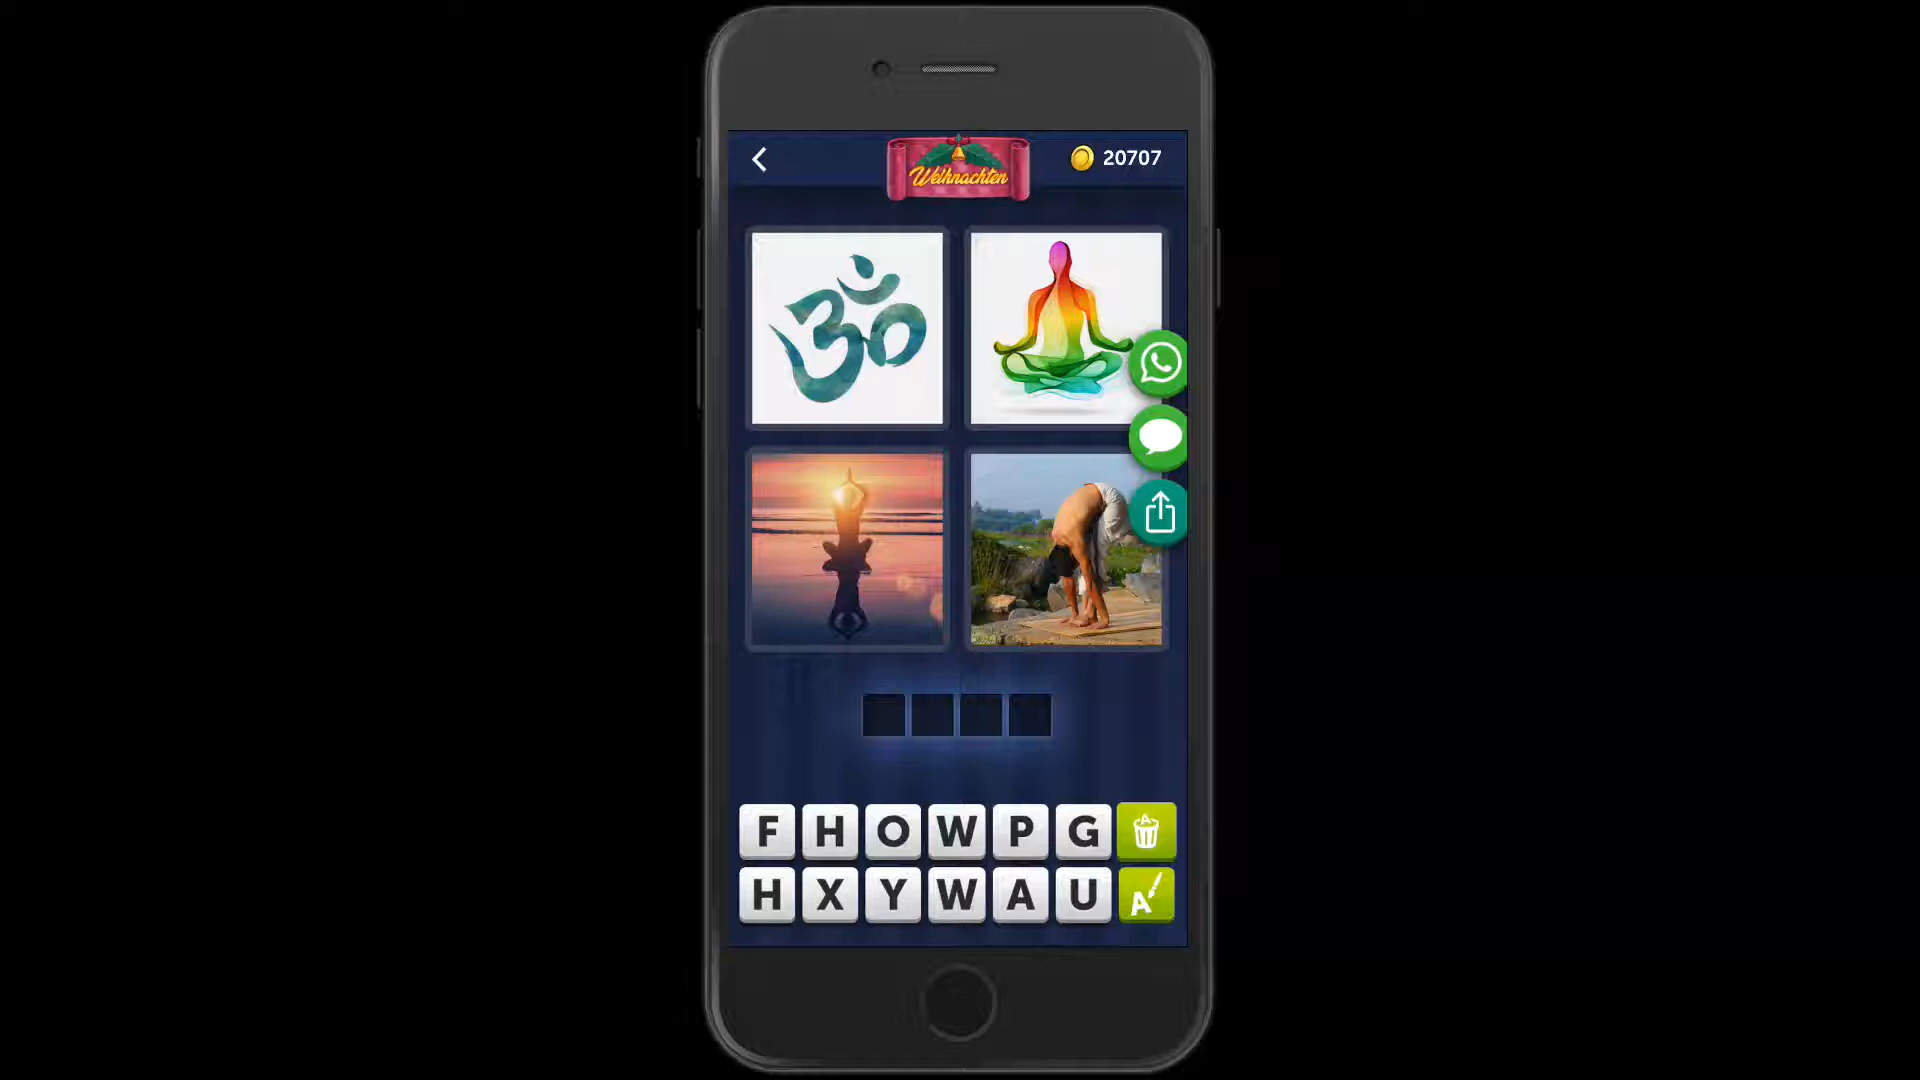 Weihnachten
20707
ॐ
F H O W P G
H X Y W A U